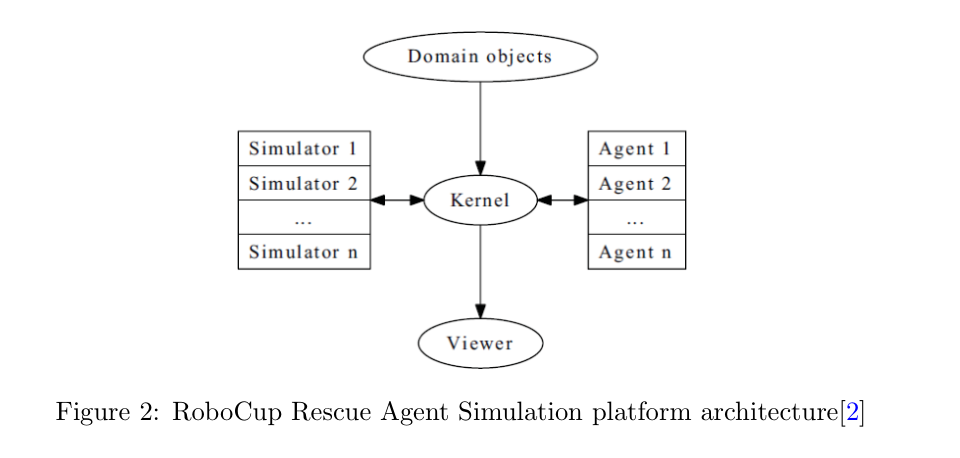 Domain objects
Simulator 1
Simulator 2
...
Simulator n
Kernel
Agent 1
Agent 2
...
Agent n
Viewer
Figure 2: RoboCup Rescue Agent Simulation platform architecture[2]